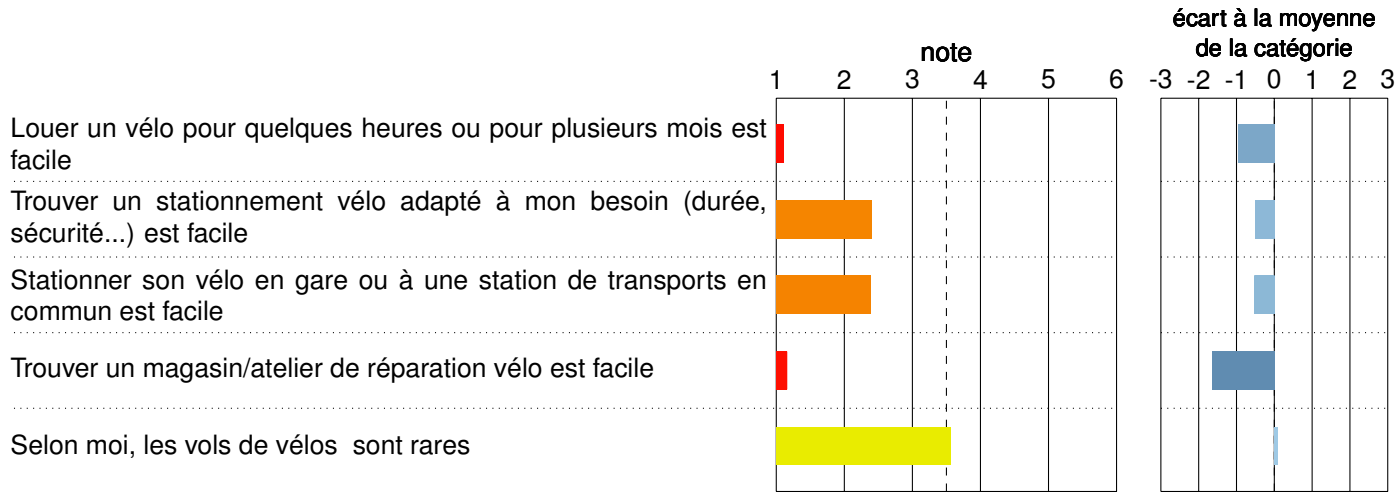 écart à la moyenne
de la catégorie
note
1 2 3 4 5 6
-3 -2 -1 0 1 2 3
Louer un vélo pour quelques heures ou pour plusieurs mois est
facile
Trouver un stationnement vélo adapté à mon besoin (durée,
sécurité...) est facile
Stationner son vélo en gare ou à une station de transports en
commun est facile
Trouver un magasin/atelier de réparation vélo est facile
Selon moi, les vols de vélos sont rares